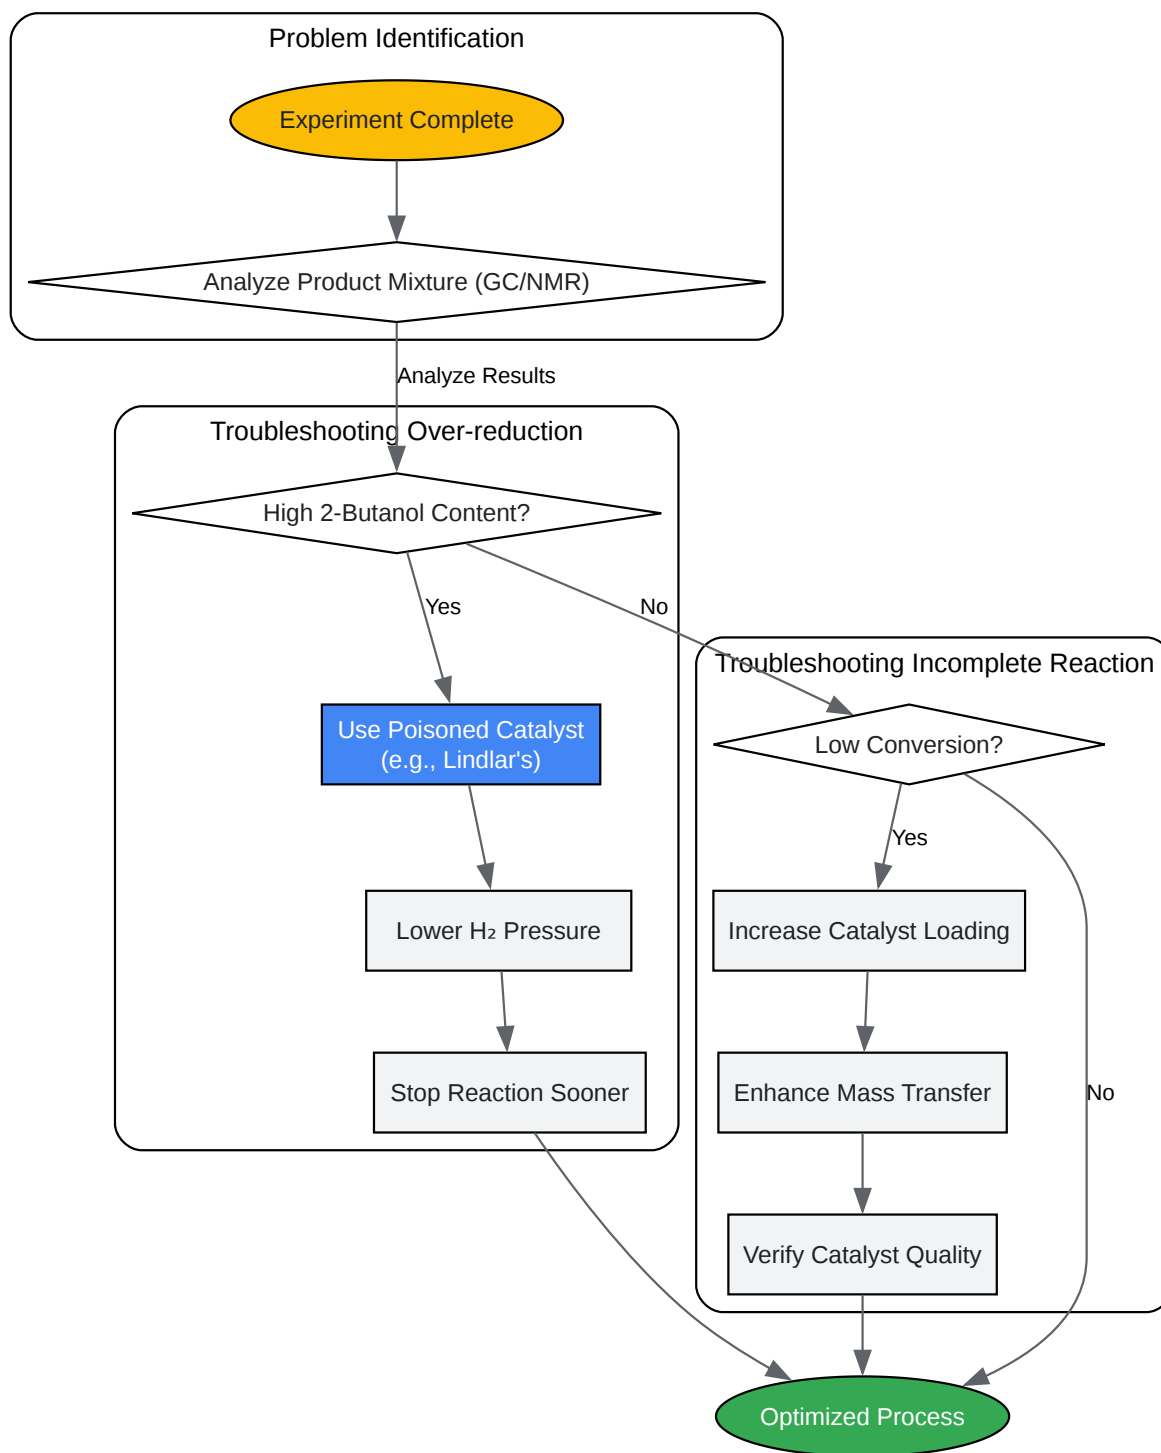 Problem Identification
Experiment Complete
Analyze Product Mixture (GC/NMR)
Analyze Results
Troubleshooting Over-reduction
High 2-Butanol Content?
Yes
No
Use Poisoned Catalyst
(e.g., Lindlar's)
Lower H₂ Pressure
Stop Reaction Sooner
Troubleshooting Incomplete Reaction
Low Conversion?
Yes
Increase Catalyst Loading
Enhance Mass Transfer
No
Verify Catalyst Quality
Optimized Process